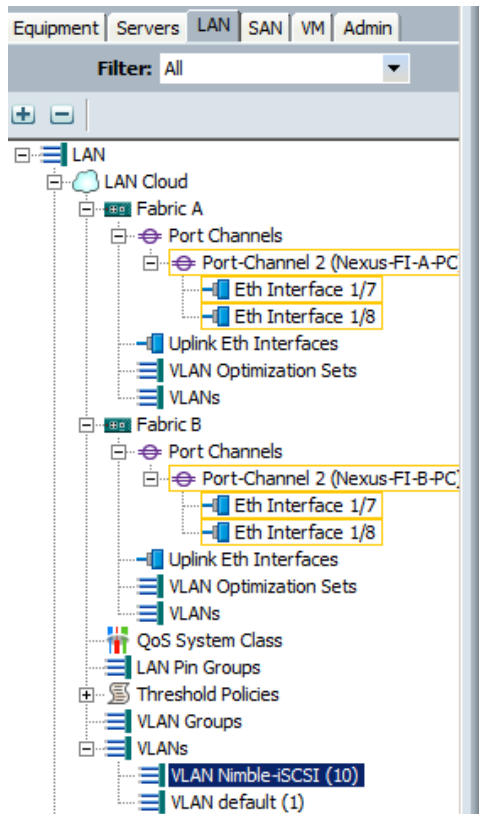 Equipment Servers LAN SAN VM Admin
Filter: All
LAN
LAN Cloud
Fabric A
Port Channels
Port-Channel 2 (Nexus-FI-A-PC
Eth Interface 1/7
Eth Interface 1/8
Uplink Eth Interfaces
VLAN Optimization Sets
VLANs
Fabric B
Port Channels
Port-Channel 2 (Nexus-FI-B-PC)
Eth Interface 1/7
Eth Interface 1/8
Uplink Eth Interfaces
VLAN Optimization Sets
VLANs
QoS System Class
LAN Pin Groups
Threshold Policies
VLAN Groups
VLANs
VLAN Nimble-iSCSI (10)
VLAN default (1)